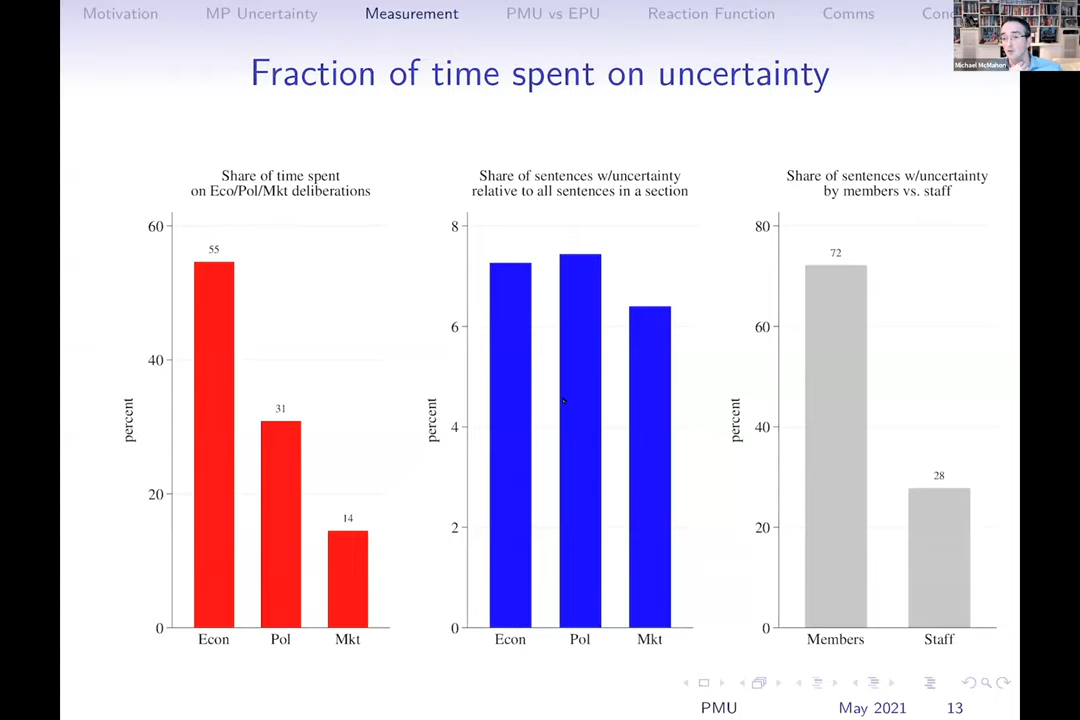 Motivation MP Uncertainty Measurement PMU vs EPU Reaction Function Comms
Michael McMahon
Fraction of time spent on uncertainty
Share of time spent
on Eco/Pol/Mkt deliberations
60
40
20
0
percent
55
31
14
Econ Pol Mkt
Share of sentences w/uncertainty
relative to all sentences in a section
8
6
4
2
0
percent
Econ Pol Mkt
Share of sentences w/uncertainty
by members vs. staff
80
60
40
20
0
percent
72
28
Members Staff
PMU May 2021 13